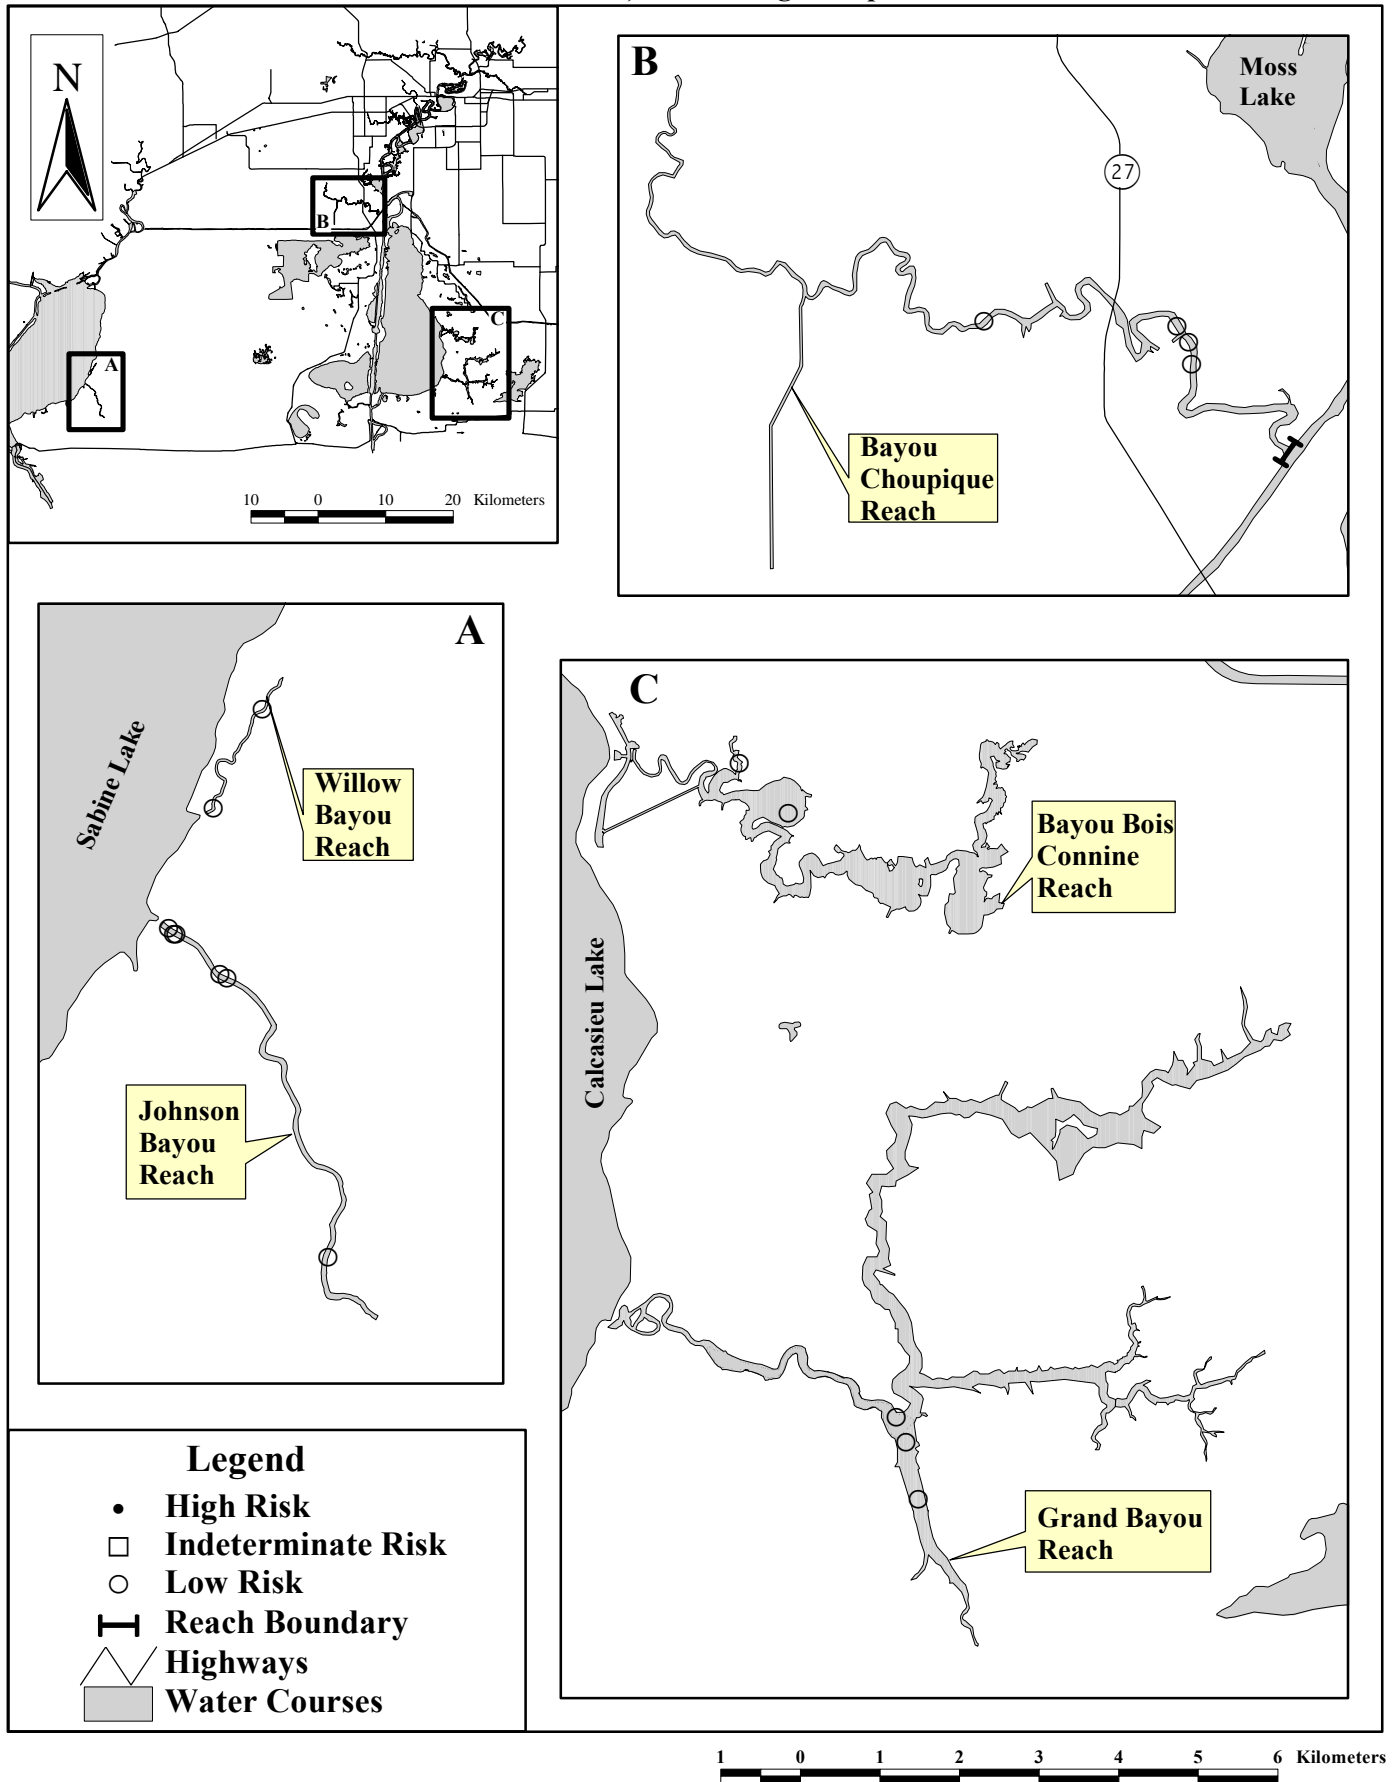 N
A
B
C
10 0 10 20 Kilometers
B
Moss
Lake
27
Bayou
Choupique
Reach
A
Sabine Lake
Willow
Bayou
Reach
Johnson
Bayou
Reach
C
Calcasieu Lake
Bayou Bois
Connine
Reach
Grand Bayou
Reach
Legend
High Risk
Indeterminate Risk
Low Risk
Reach Boundary
Highways
Water Courses
1 0 1 2 3 4 5 6 Kilometers